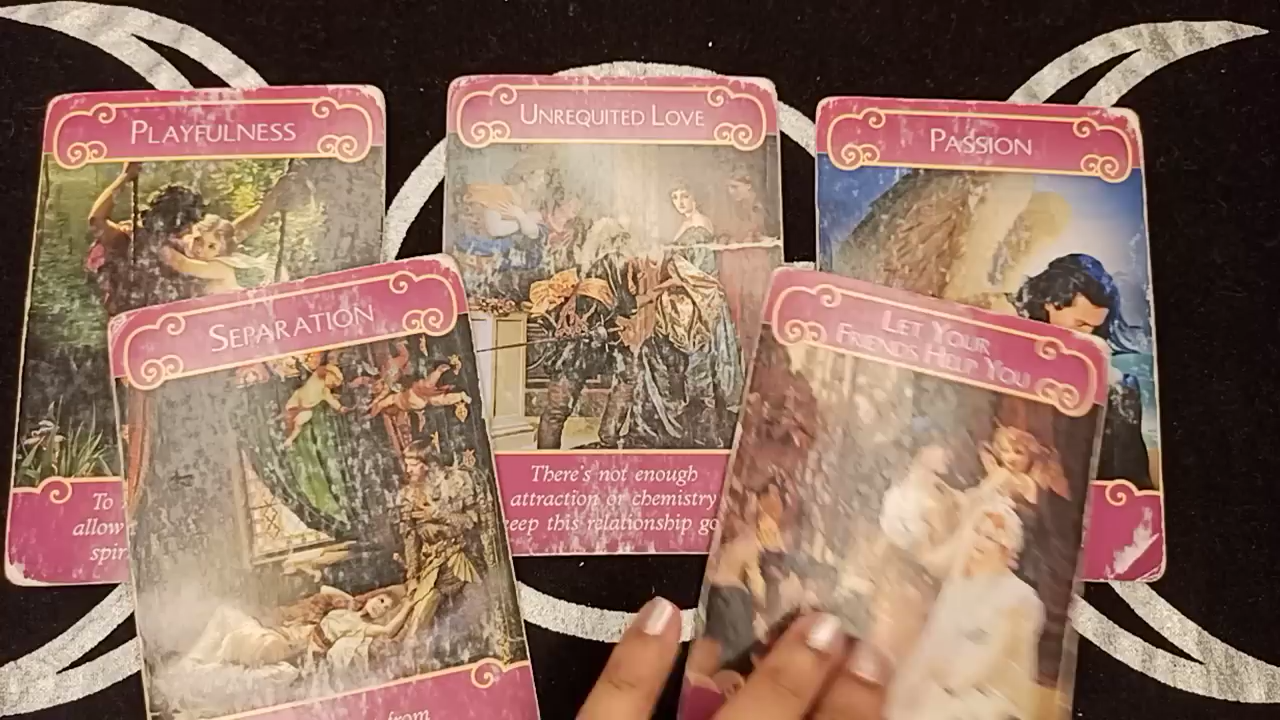 PLAYFULNESS
UNREQUITED LOVE
PASSION
SEPARATION
LET YOUR
FRIENDS HELP YOU
There's not enough
attraction or chemistry
keep this relationship go
To
allow
spir
from